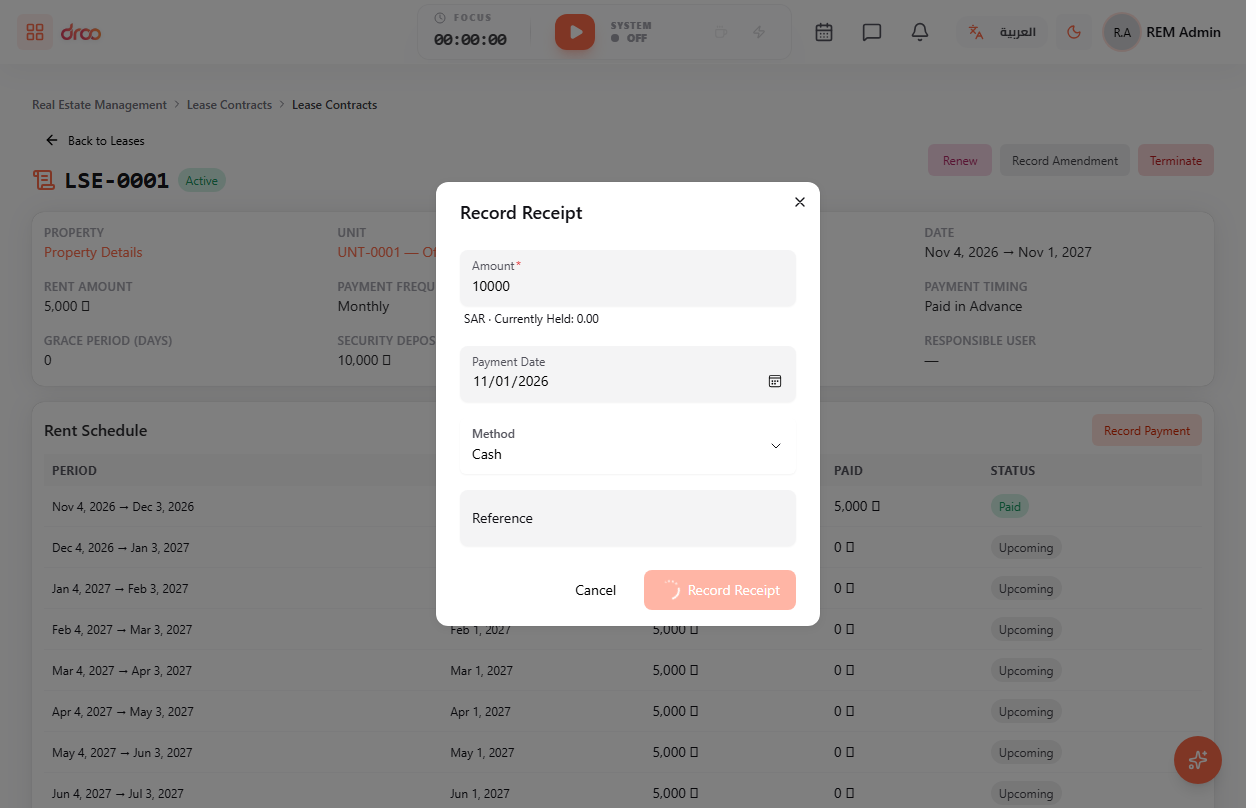 droo
FOCUS
00:00:00
SYSTEM
OFF
العربية
R.A
REM Admin
Real Estate Management > Lease Contracts > Lease Contracts
← Back to Leases
LSE-0001
Active
Renew
Record Amendment
Terminate
PROPERTY
Property Details
UNIT
UNT-0001 — Of
DATE
Nov 4, 2026 → Nov 1, 2027
RENT AMOUNT
5,000
PAYMENT FREQU
Monthly
PAYMENT TIMING
Paid in Advance
GRACE PERIOD (DAYS)
0
SECURITY DEPOS
10,000
RESPONSIBLE USER
—
Record Receipt
Amount*
10000
SAR · Currently Held: 0.00
Payment Date
11/01/2026
Method
Cash
Reference
Cancel
Record Receipt
Rent Schedule
Record Payment
PERIOD PAID STATUS
Nov 4, 2026 → Dec 3, 2026 5,000 Paid
Dec 4, 2026 → Jan 3, 2027 0 Upcoming
Jan 4, 2027 → Feb 3, 2027 0 Upcoming
Feb 4, 2027 → Mar 3, 2027 Feb 1, 2027 5,000 0 Upcoming
Mar 4, 2027 → Apr 3, 2027 Mar 1, 2027 5,000 0 Upcoming
Apr 4, 2027 → May 3, 2027 Apr 1, 2027 5,000 0 Upcoming
May 4, 2027 → Jun 3, 2027 May 1, 2027 5,000 0 Upcoming
Jun 4, 2027 → Jul 3, 2027 Jun 1, 2027 5,000 0 Upcoming